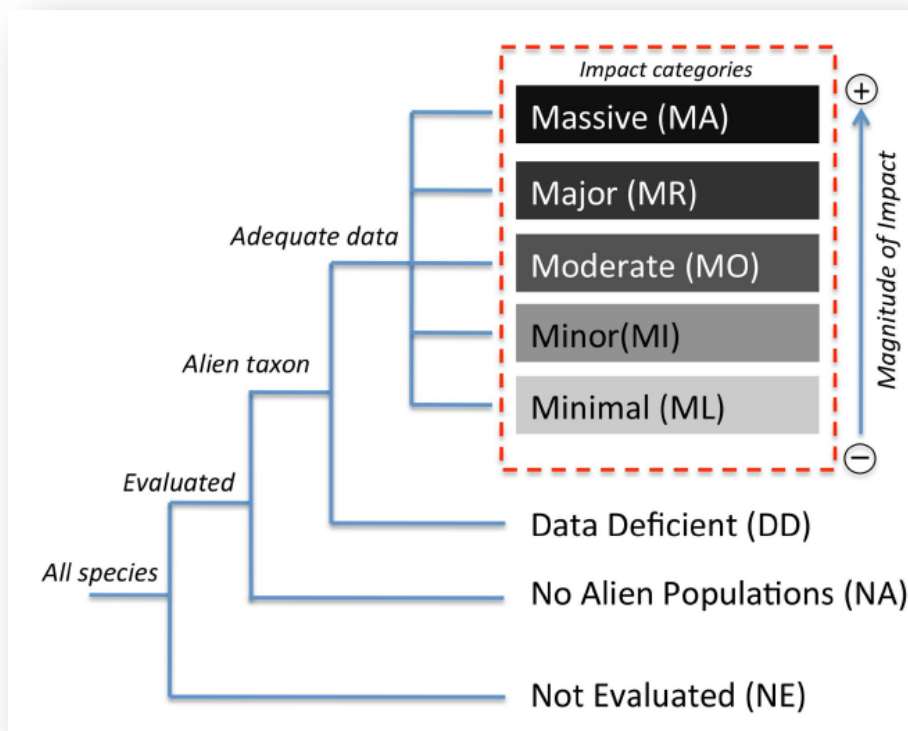 Impact categories
Massive (MA)
Major (MR)
Adequate data
Moderate (MO)
Minor(MI)
Alien taxon
Minimal (ML)
Magnitude of Impact
+
−
Evaluated
Data Deficient (DD)
All species
No Alien Populations (NA)
Not Evaluated (NE)